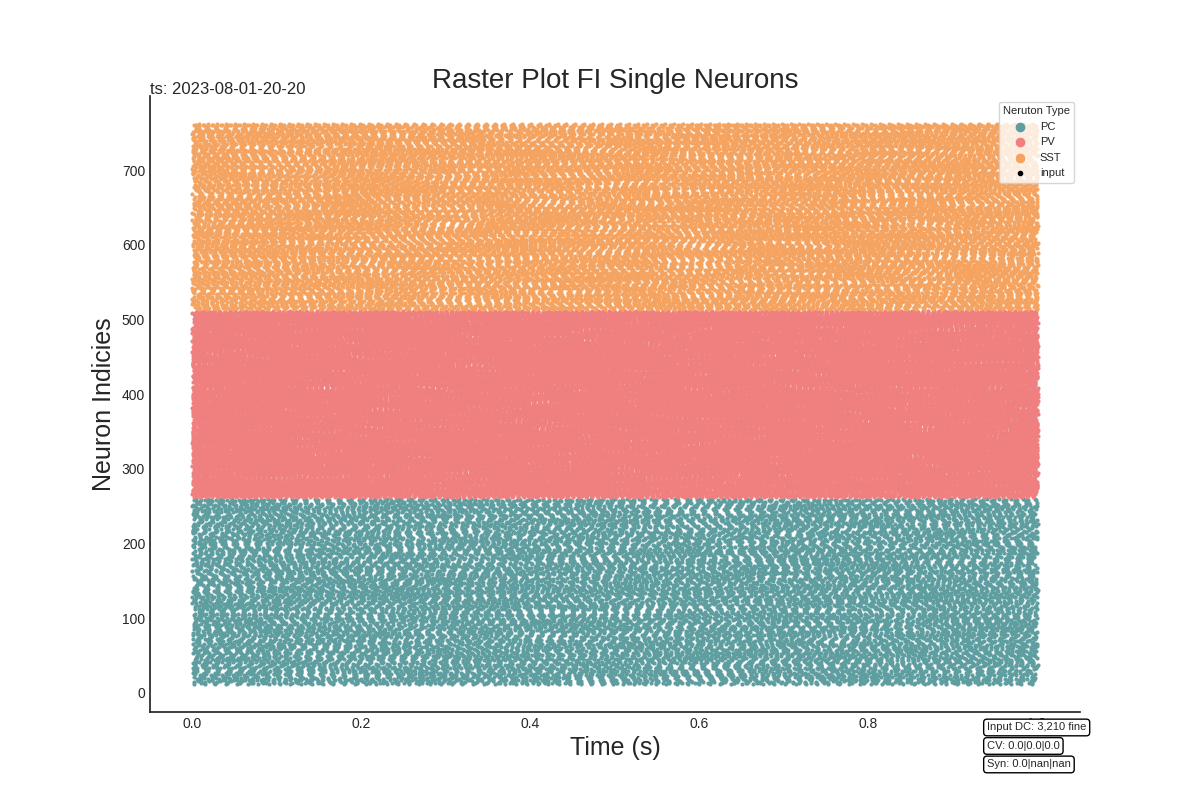 Raster Plot FI Single Neurons
ts: 2023-08-01-20-20
Neruton Type
PC
PV
SST
input
Neuron Indicies
700
600
500
400
300
200
100
0
0.0 0.2 0.4 0.6 0.8
Time (s)
Input DC: 3,210 fine
CV: 0.0|0.0|0.0
Syn: 0.0|nan|nan